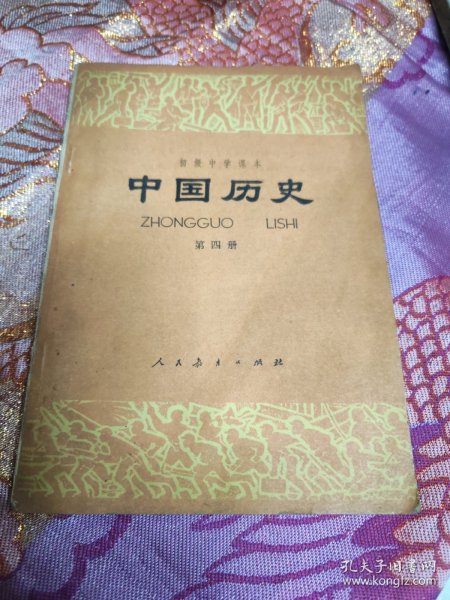 初级中学课本
中国历史
ZHONGGUO LISHI
第四册
人民教育出版社
孔夫子旧书网
www.kongfz.com